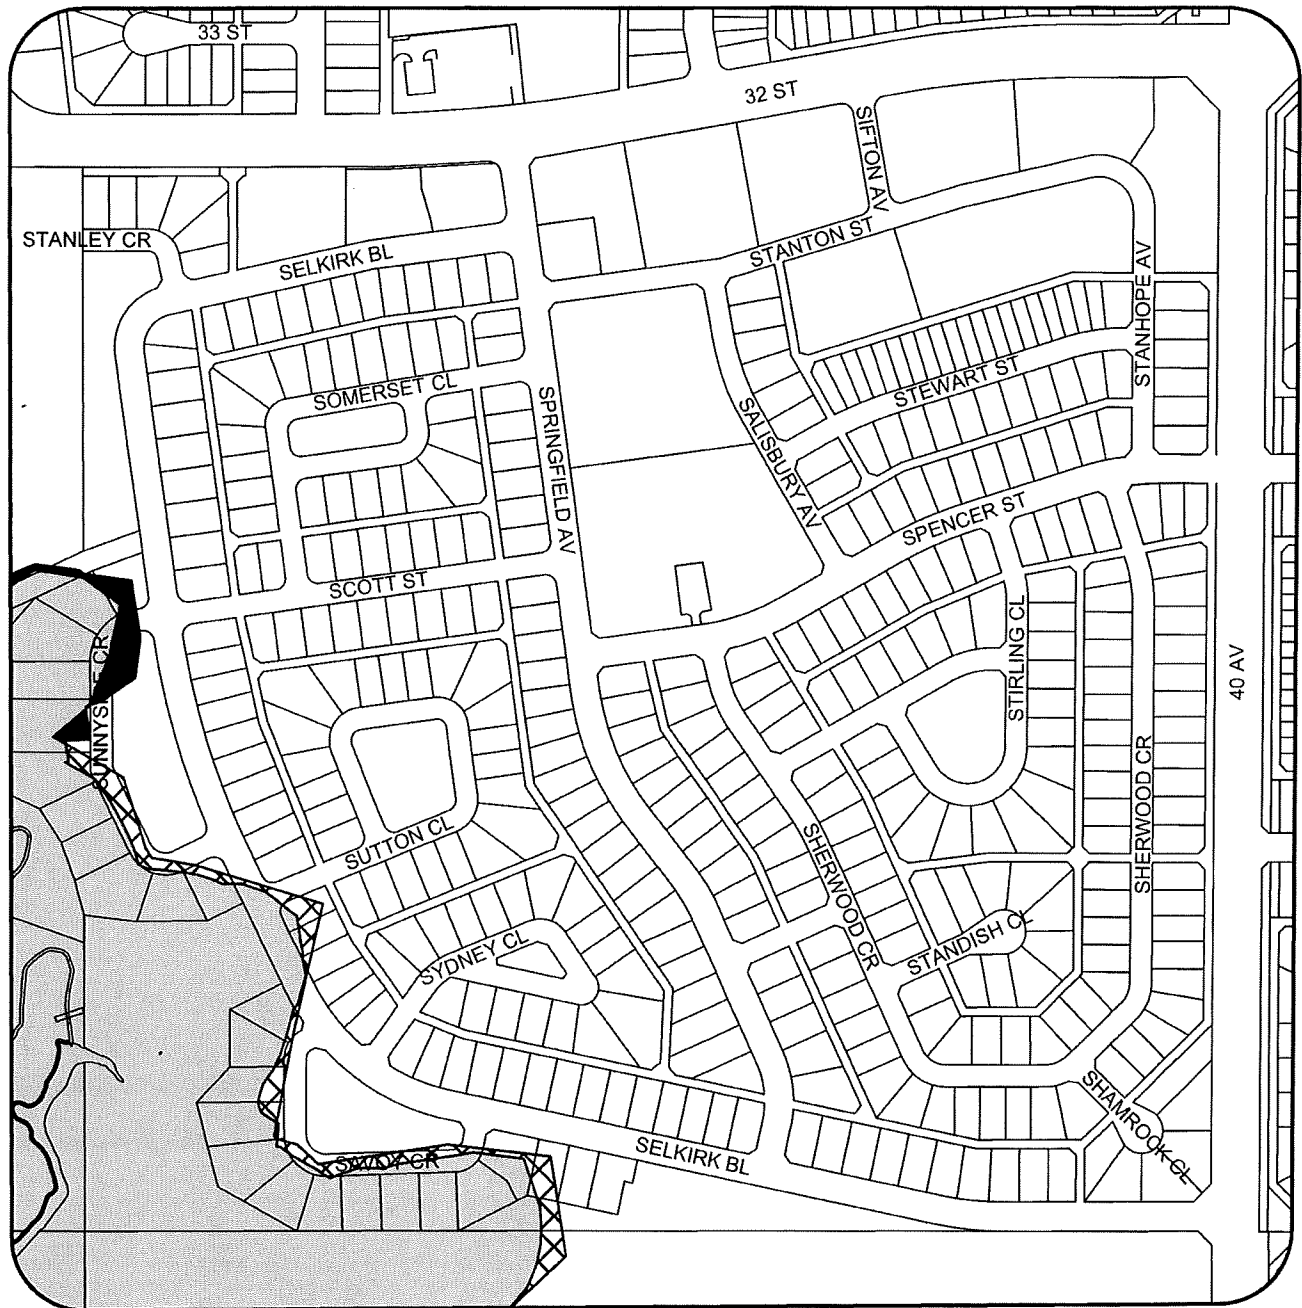 33 ST
32 ST
SIFTON AV
STANLEY CR
SELKIRK BL
STANTON ST
STANHOPE AV
SOMERSET CL
STEWART ST
SPRINGFIELD AV
SALISBURY AV
SPENCER ST
SCOTT ST
STIRLING CL
40 AV
SUTTON CL
SHERWOOD CR
SHERWOOD CR
SYDNEY CL
STANDISH CL
SHAMROCK CL
SELKIRK BL
SAVOY CR